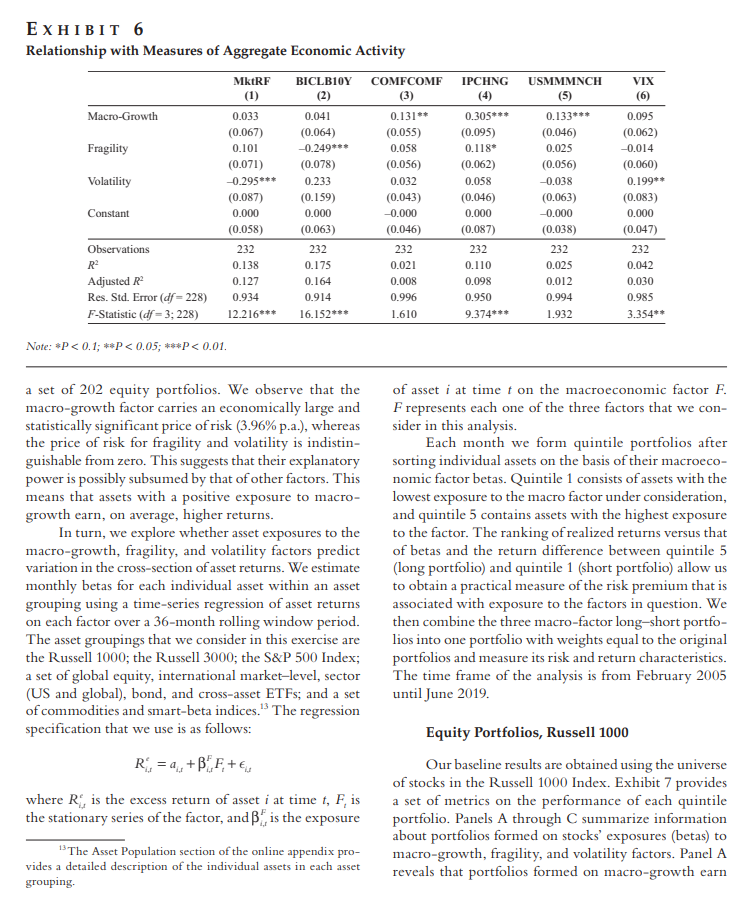 EXHIBIT 6
Relationship with Measures of Aggregate Economic Activity
MktRF BICLB10Y COMFCOMF IPCHNG USMMMNCH VIX
(1) (2) (3) (4) (5) (6)
Macro-Growth 0.033 0.041 0.131** 0.305*** 0.133*** 0.095
(0.067) (0.064) (0.055) (0.095) (0.046) (0.062)
Fragility 0.101 –0.249*** 0.058 0.118* 0.025 –0.014
(0.071) (0.078) (0.056) (0.062) (0.056) (0.060)
Volatility –0.295*** 0.233 0.032 0.058 –0.038 0.199**
(0.087) (0.159) (0.043) (0.046) (0.063) (0.083)
Constant 0.000 0.000 –0.000 0.000 –0.000 0.000
(0.058) (0.063) (0.046) (0.087) (0.038) (0.047)
Observations 232 232 232 232 232 232
R² 0.138 0.175 0.021 0.110 0.025 0.042
Adjusted R² 0.127 0.164 0.008 0.098 0.012 0.030
Res. Std. Error (df = 228) 0.934 0.914 0.996 0.950 0.994 0.985
F-Statistic (df = 3; 228) 12.216*** 16.152*** 1.610 9.374*** 1.932 3.354**
Note: *P < 0.1; **P < 0.05; ***P < 0.01.
a set of 202 equity portfolios. We observe that the
macro-growth factor carries an economically large and
statistically significant price of risk (3.96% p.a.), whereas
the price of risk for fragility and volatility is indistin-
guishable from zero. This suggests that their explanatory
power is possibly subsumed by that of other factors. This
means that assets with a positive exposure to macro-
growth earn, on average, higher returns.
In turn, we explore whether asset exposures to the
macro-growth, fragility, and volatility factors predict
variation in the cross-section of asset returns. We estimate
monthly betas for each individual asset within an asset
grouping using a time-series regression of asset returns
on each factor over a 36-month rolling window period.
The asset groupings that we consider in this exercise are
the Russell 1000; the Russell 3000; the S&P 500 Index;
a set of global equity, international market–level, sector
(US and global), bond, and cross-asset ETFs; and a set
of commodities and smart-beta indices.¹³ The regression
specification that we use is as follows:
Rᵉᵢ,ₜ = aᵢ,ₜ + βᶠᵢ,ₜFₜ + ϵᵢ,ₜ
where Rᵉᵢ,ₜ is the excess return of asset i at time t, Fₜ is
the stationary series of the factor, and βᶠᵢ,ₜ is the exposure
¹³The Asset Population section of the online appendix pro-
vides a detailed description of the individual assets in each asset
grouping.
of asset i at time t on the macroeconomic factor F.
F represents each one of the three factors that we con-
sider in this analysis.
Each month we form quintile portfolios after
sorting individual assets on the basis of their macroeco-
nomic factor betas. Quintile 1 consists of assets with the
lowest exposure to the macro factor under consideration,
and quintile 5 contains assets with the highest exposure
to the factor. The ranking of realized returns versus that
of betas and the return difference between quintile 5
(long portfolio) and quintile 1 (short portfolio) allow us
to obtain a practical measure of the risk premium that is
associated with exposure to the factors in question. We
then combine the three macro-factor long–short portfo-
lios into one portfolio with weights equal to the original
portfolios and measure its risk and return characteristics.
The time frame of the analysis is from February 2005
until June 2019.
Equity Portfolios, Russell 1000
Our baseline results are obtained using the universe
of stocks in the Russell 1000 Index. Exhibit 7 provides
a set of metrics on the performance of each quintile
portfolio. Panels A through C summarize information
about portfolios formed on stocks' exposures (betas) to
macro-growth, fragility, and volatility factors. Panel A
reveals that portfolios formed on macro-growth earn